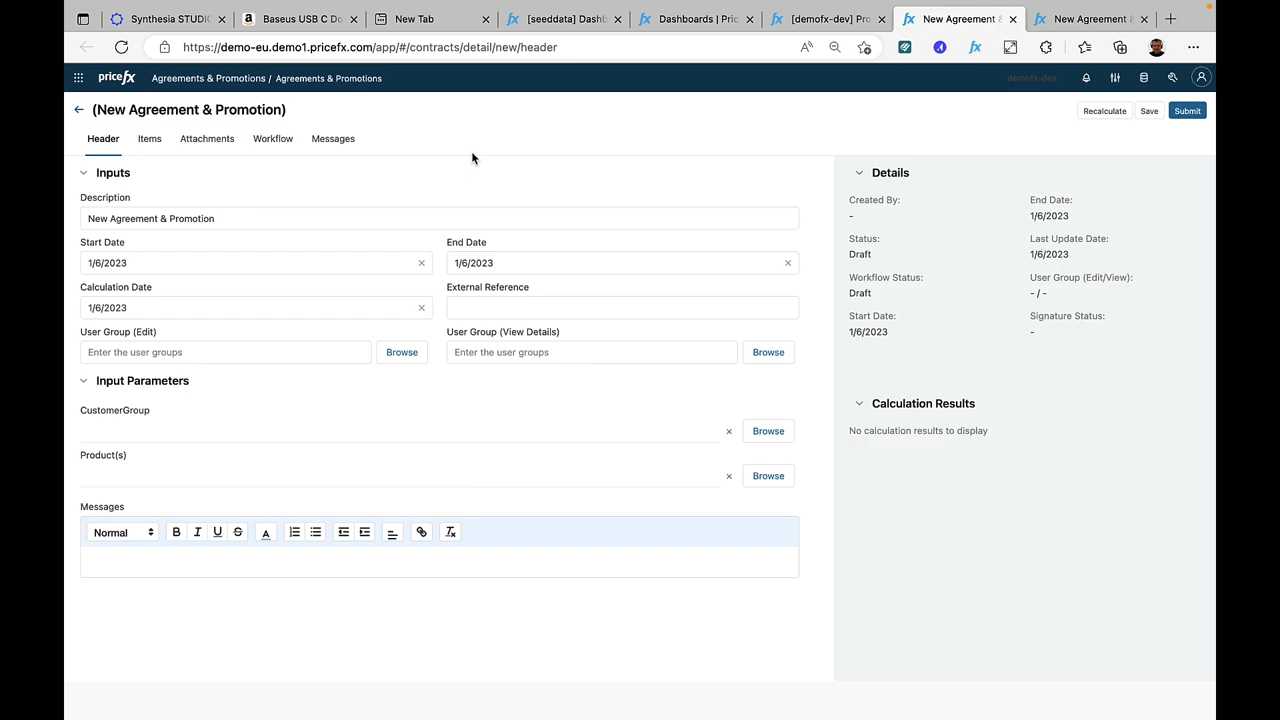 Synthesia STUDIO
Baseus USB C Do
New Tab
[seeddata] Dashb
Dashboards | Pric
[demofx-dev] Pro
New Agreement &
New Agreement &
https://demo-eu.demo1.pricefx.com/app/#/contracts/detail/new/header
pricefx Agreements & Promotions / Agreements & Promotions demofx-dev
(New Agreement & Promotion)
Recalculate Save Submit
Header Items Attachments Workflow Messages
Inputs
Description
New Agreement & Promotion
Start Date End Date
1/6/2023 1/6/2023
Calculation Date External Reference
1/6/2023
User Group (Edit) User Group (View Details)
Enter the user groups Browse Enter the user groups Browse
Input Parameters
CustomerGroup
Browse
Product(s)
Browse
Messages
Normal B I U S A
Details
Created By: End Date:
- 1/6/2023
Status: Last Update Date:
Draft 1/6/2023
Workflow Status: User Group (Edit/View):
Draft - / -
Start Date: Signature Status:
1/6/2023 -
Calculation Results
No calculation results to display